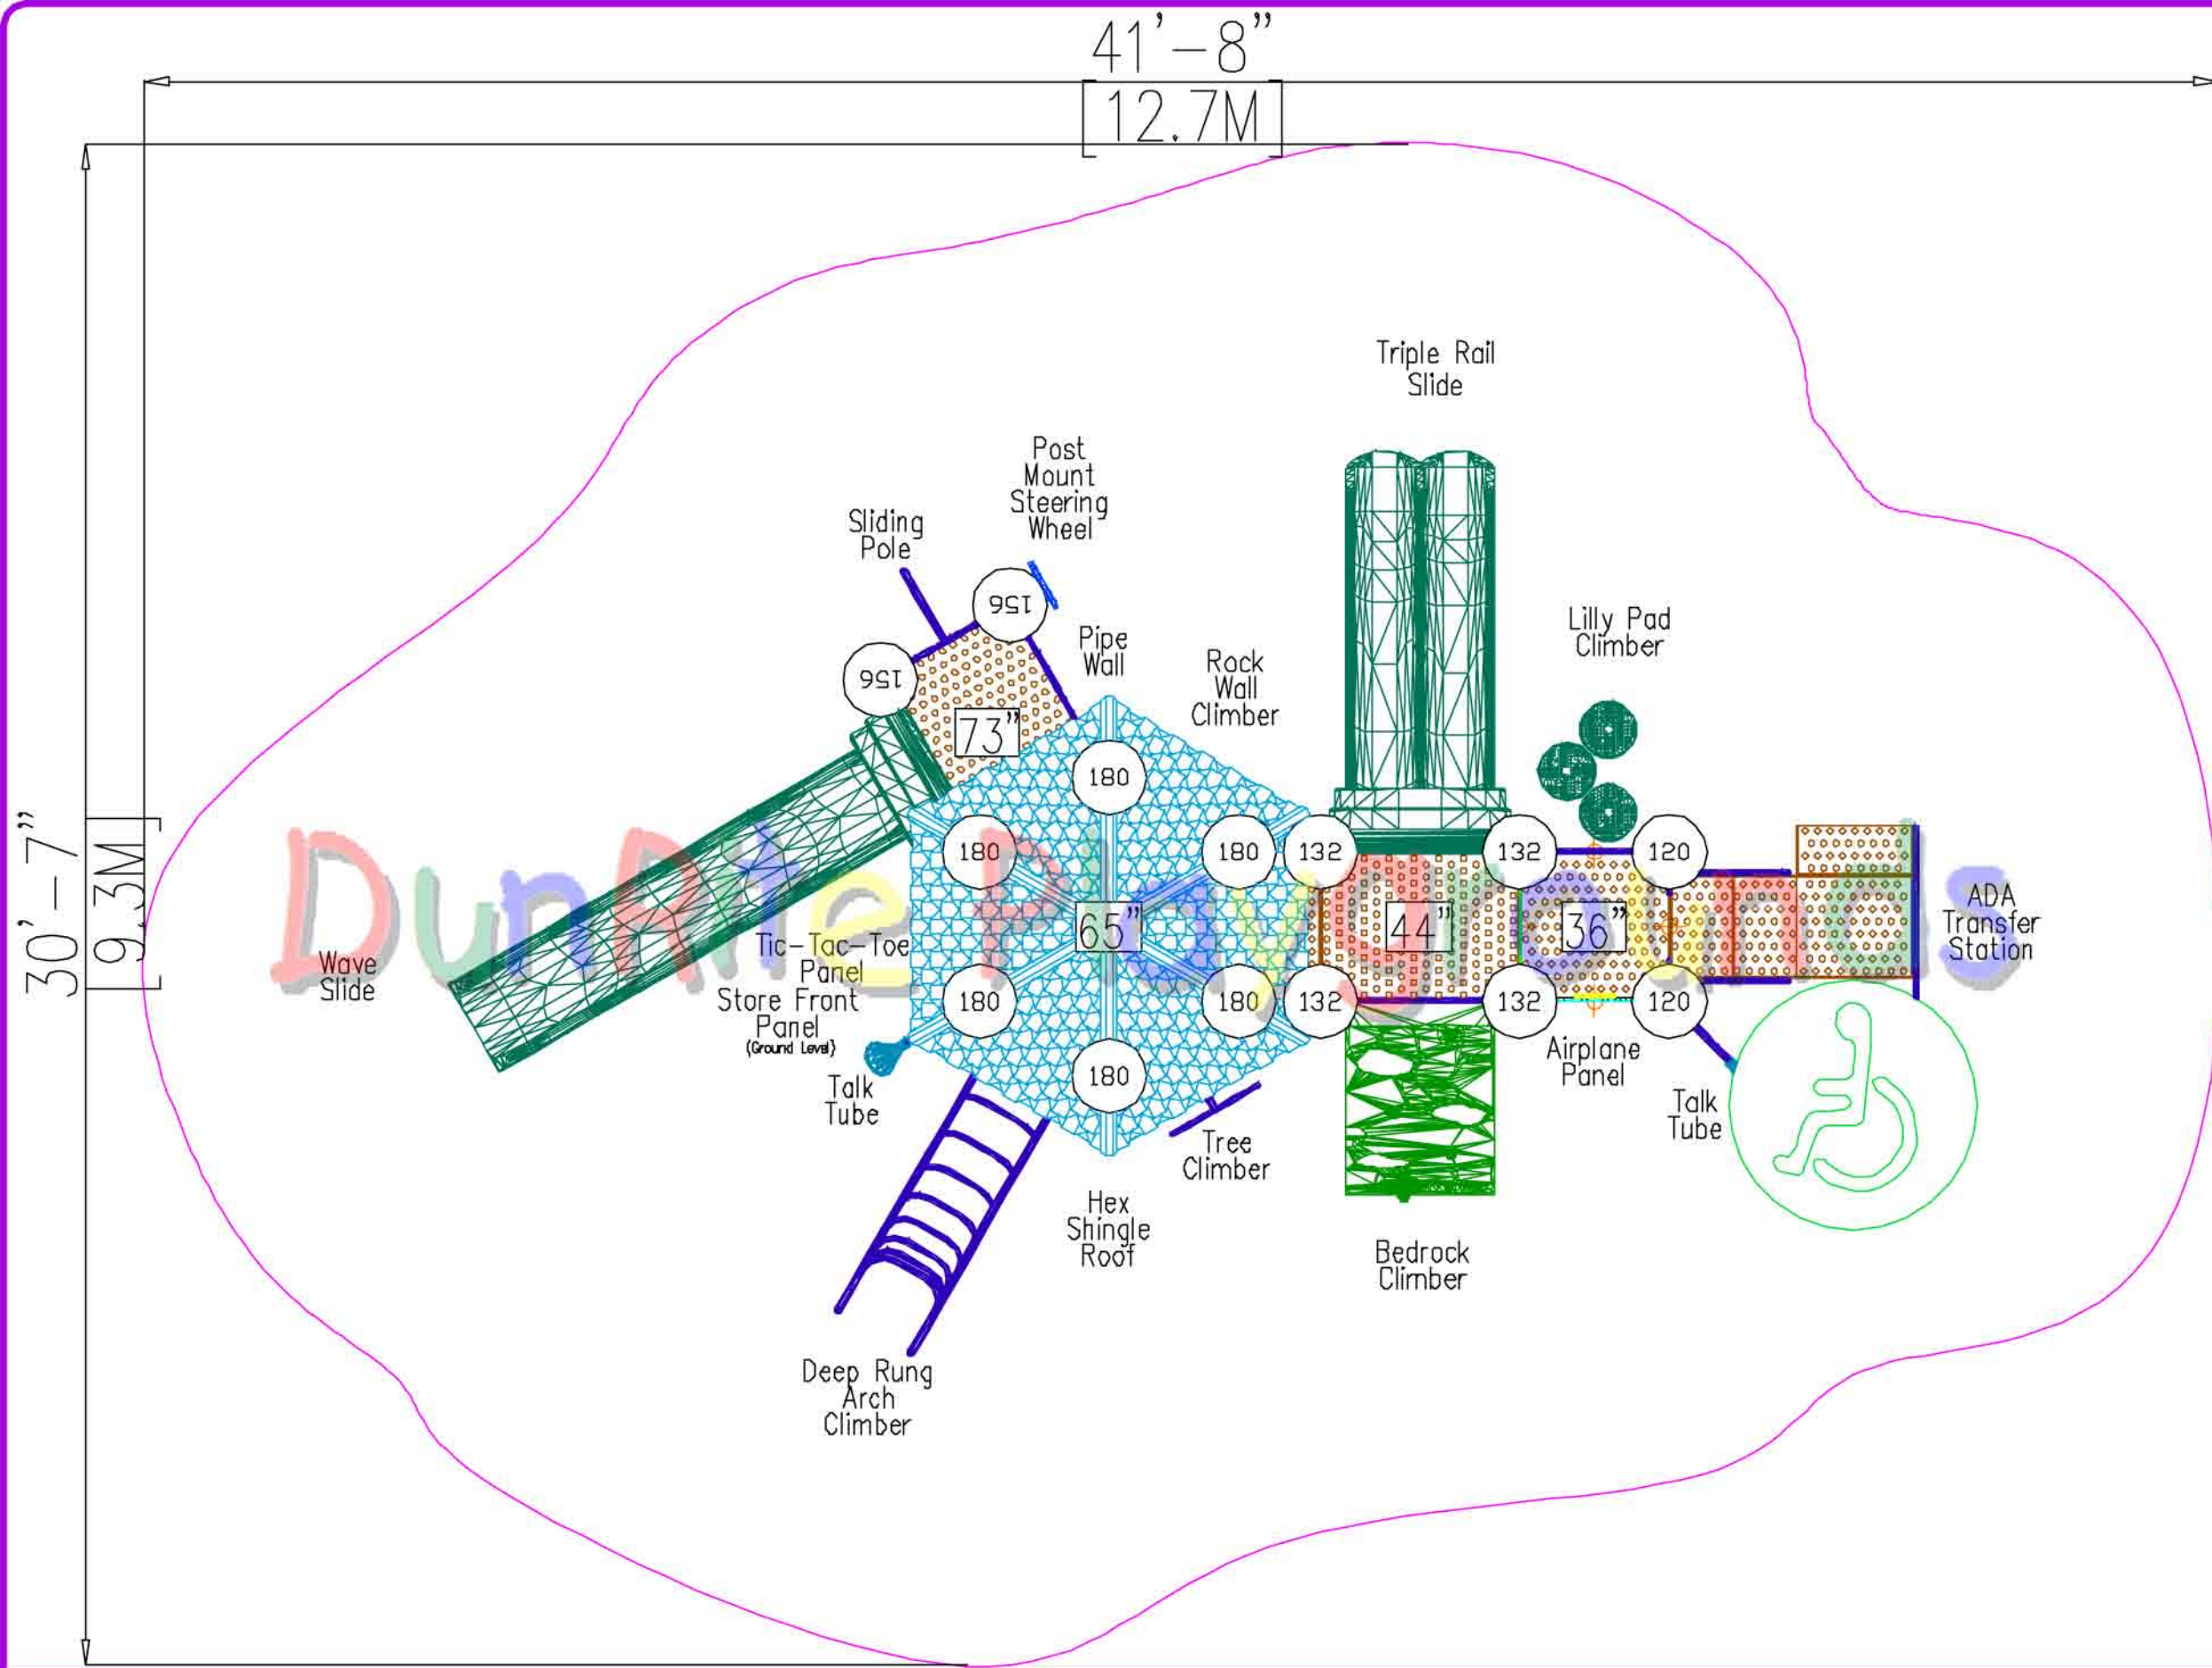 41'-8"
[12.7M]
30'-7"
9.3M
Triple Rail
Slide
Post
Mount
Steering
Wheel
Sliding
Pole
156
156
Pipe
Wall
Rock
Wall
Climber
Lilly Pad
Climber
73"
180
180
180
132
132
120
DunRite Playgrounds
65"
44"
36"
ADA
Transfer
Station
Wave
Slide
Tic-Tac-Toe
Panel
Store Front
Panel
(Ground Level)
180
180
132
132
120
180
Talk
Tube
Airplane
Panel
Talk
Tube
Tree
Climber
Hex
Shingle
Roof
Bedrock
Climber
Deep Rung
Arch
Climber